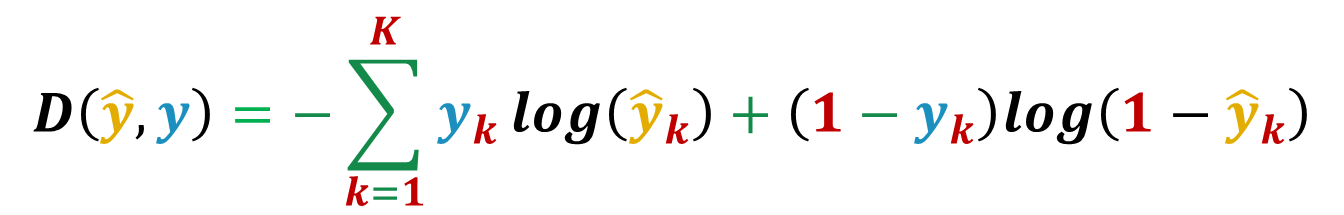 D(ŷ, y) = − ∑_{k=1}^{K} y_k log(ŷ_k) + (1 − y_k)log(1 − ŷ_k)